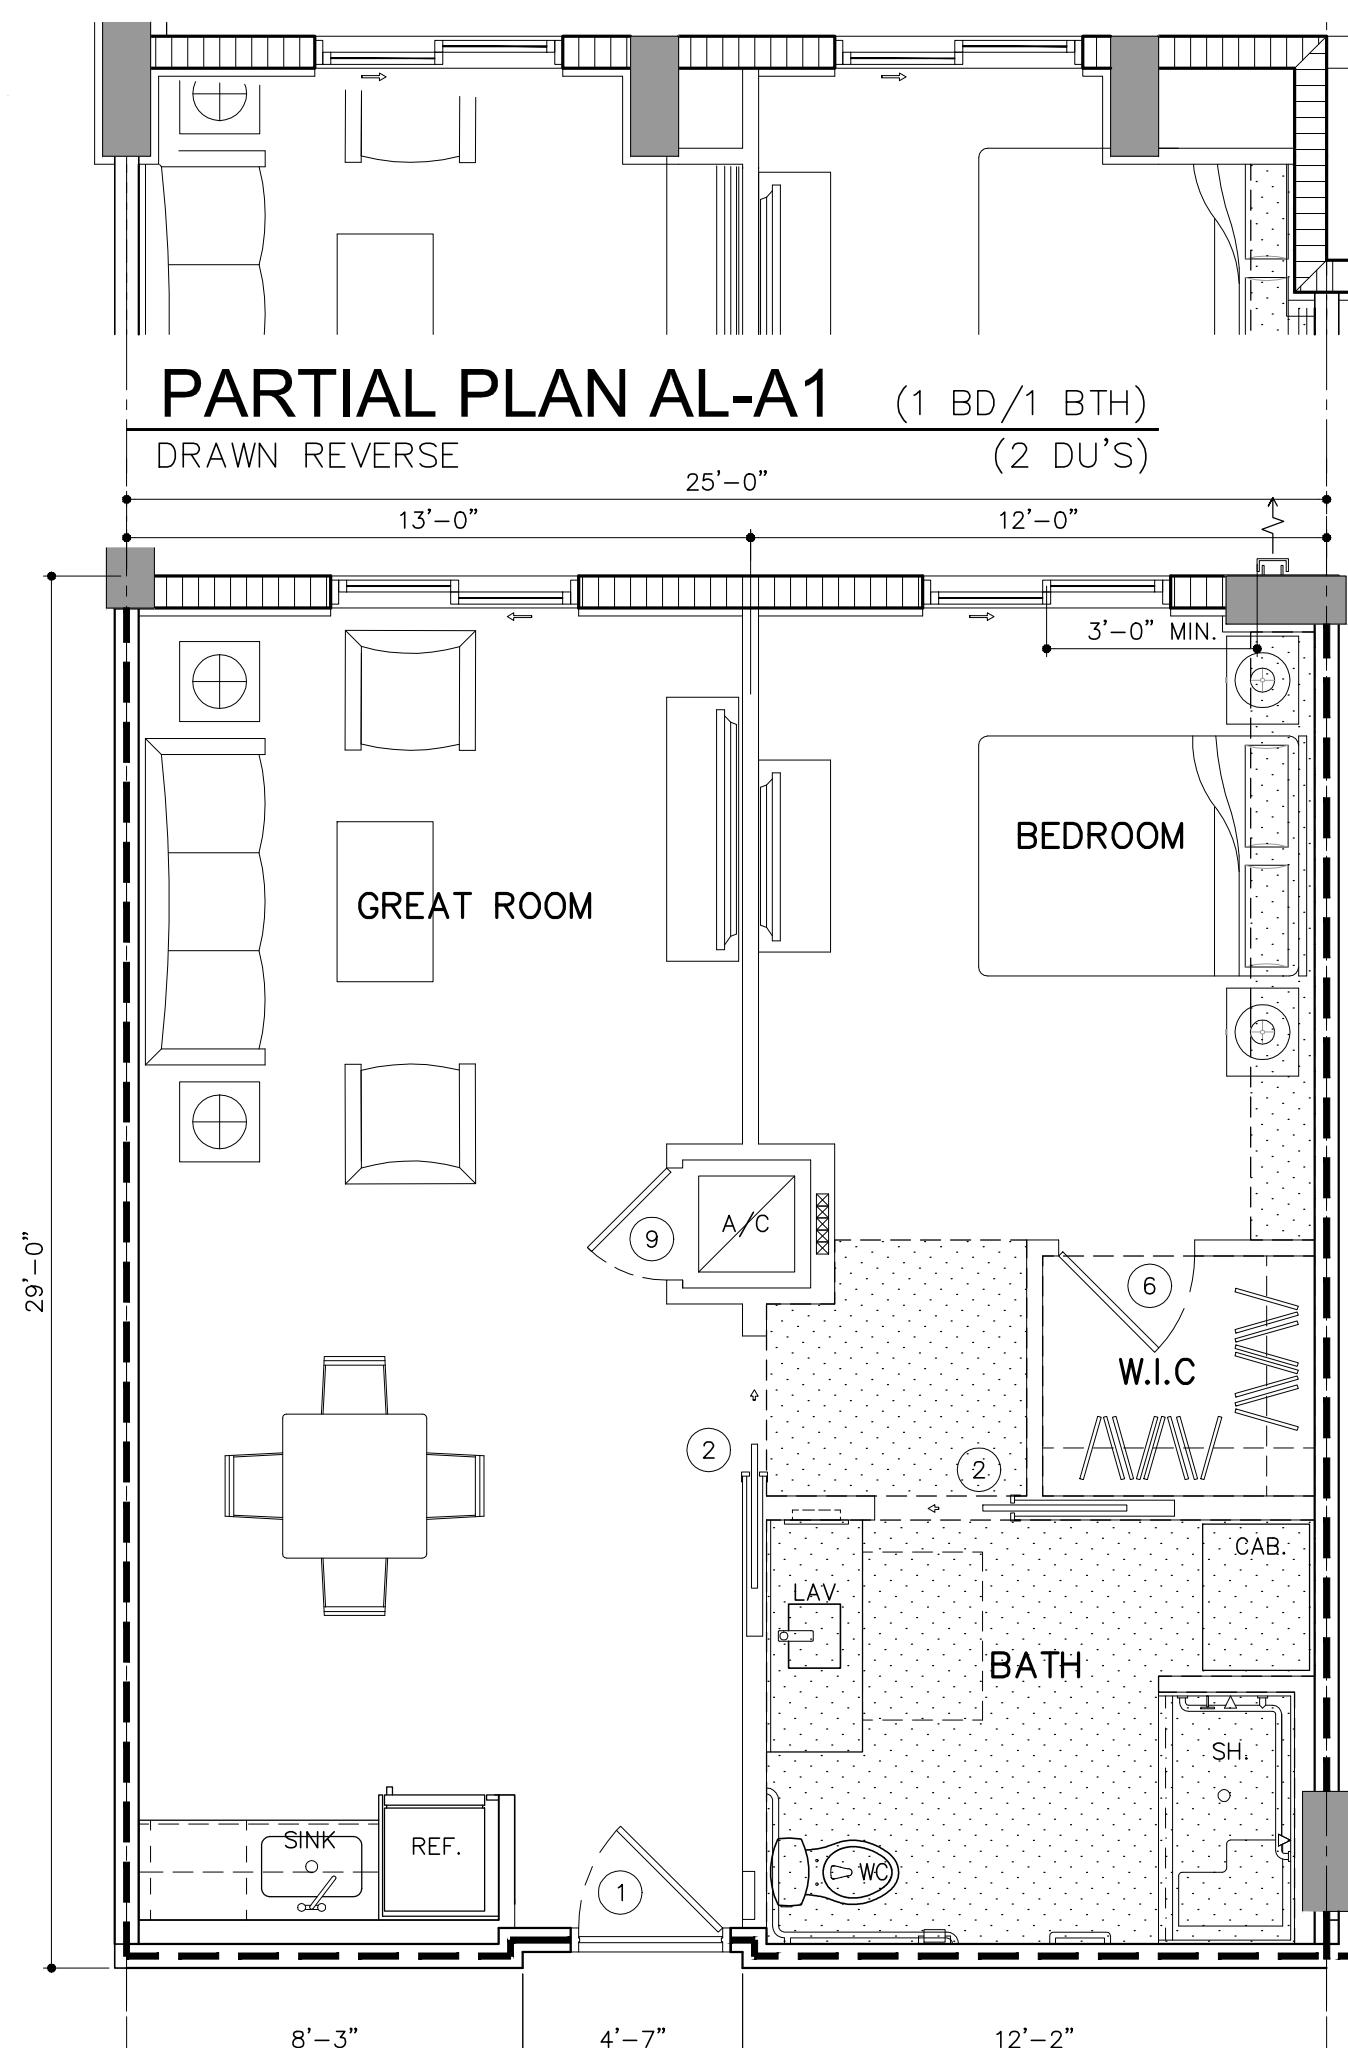 PARTIAL PLAN AL-A1 (1 BD/1 BTH)
DRAWN REVERSE (2 DU'S)
25'-0"
13'-0" 12'-0"
3'-0" MIN.
BEDROOM
GREAT ROOM
A/C
9
29'-0"
6
W.I.C
2
2
CAB.
LAV
BATH
SH.
SINK
REF.
WC
1
8'-3" 4'-7" 12'-2"